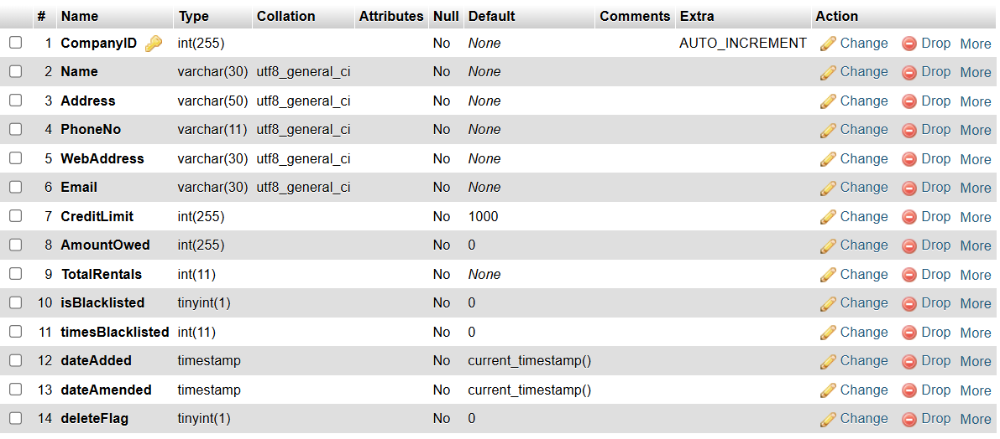 # Name Type Collation Attributes Null Default Comments Extra Action
1 CompanyID int(255) No None AUTO_INCREMENT Change Drop More
2 Name varchar(30) utf8_general_ci No None Change Drop More
3 Address varchar(50) utf8_general_ci No None Change Drop More
4 PhoneNo varchar(11) utf8_general_ci No None Change Drop More
5 WebAddress varchar(30) utf8_general_ci No None Change Drop More
6 Email varchar(30) utf8_general_ci No None Change Drop More
7 CreditLimit int(255) No 1000 Change Drop More
8 AmountOwed int(255) No 0 Change Drop More
9 TotalRentals int(11) No None Change Drop More
10 isBlacklisted tinyint(1) No 0 Change Drop More
11 timesBlacklisted int(11) No 0 Change Drop More
12 dateAdded timestamp No current_timestamp() Change Drop More
13 dateAmended timestamp No current_timestamp() Change Drop More
14 deleteFlag tinyint(1) No 0 Change Drop More